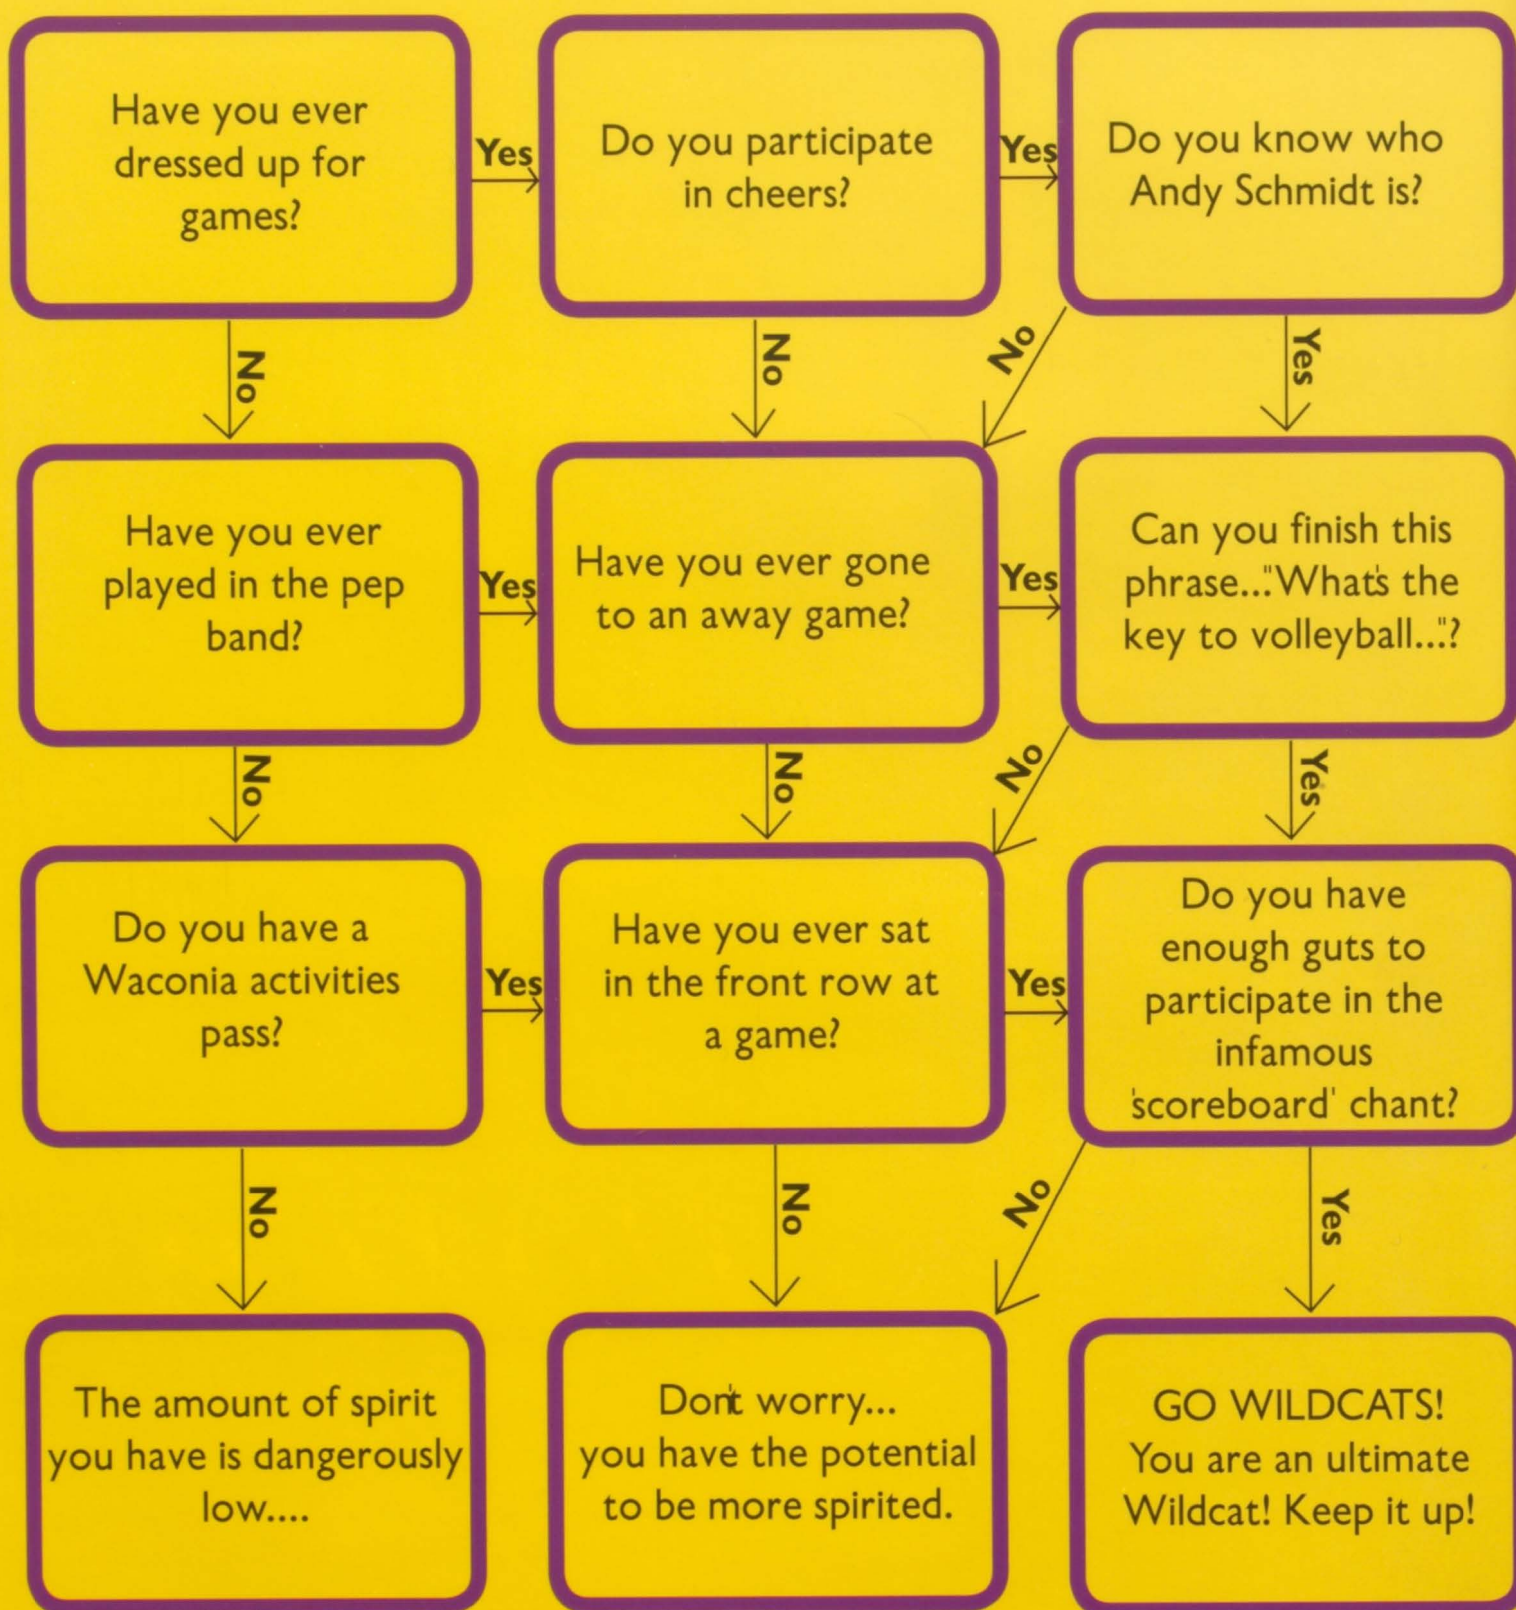 Have you ever
dressed up for
games?
Yes
Do you participate
in cheers?
Yes
Do you know who
Andy Schmidt is?
No
No
No
Yes
Have you ever
played in the pep
band?
Yes
Have you ever gone
to an away game?
Yes
Can you finish this
phrase..."What's the
key to volleyball..."?
No
No
No
Yes
Do you have a
Waconia activities
pass?
Yes
Have you ever sat
in the front row at
a game?
Yes
Do you have
enough guts to
participate in the
infamous
'scoreboard' chant?
No
No
No
Yes
The amount of spirit
you have is dangerously
low....
Don't worry...
you have the potential
to be more spirited.
GO WILDCATS!
You are an ultimate
Wildcat! Keep it up!